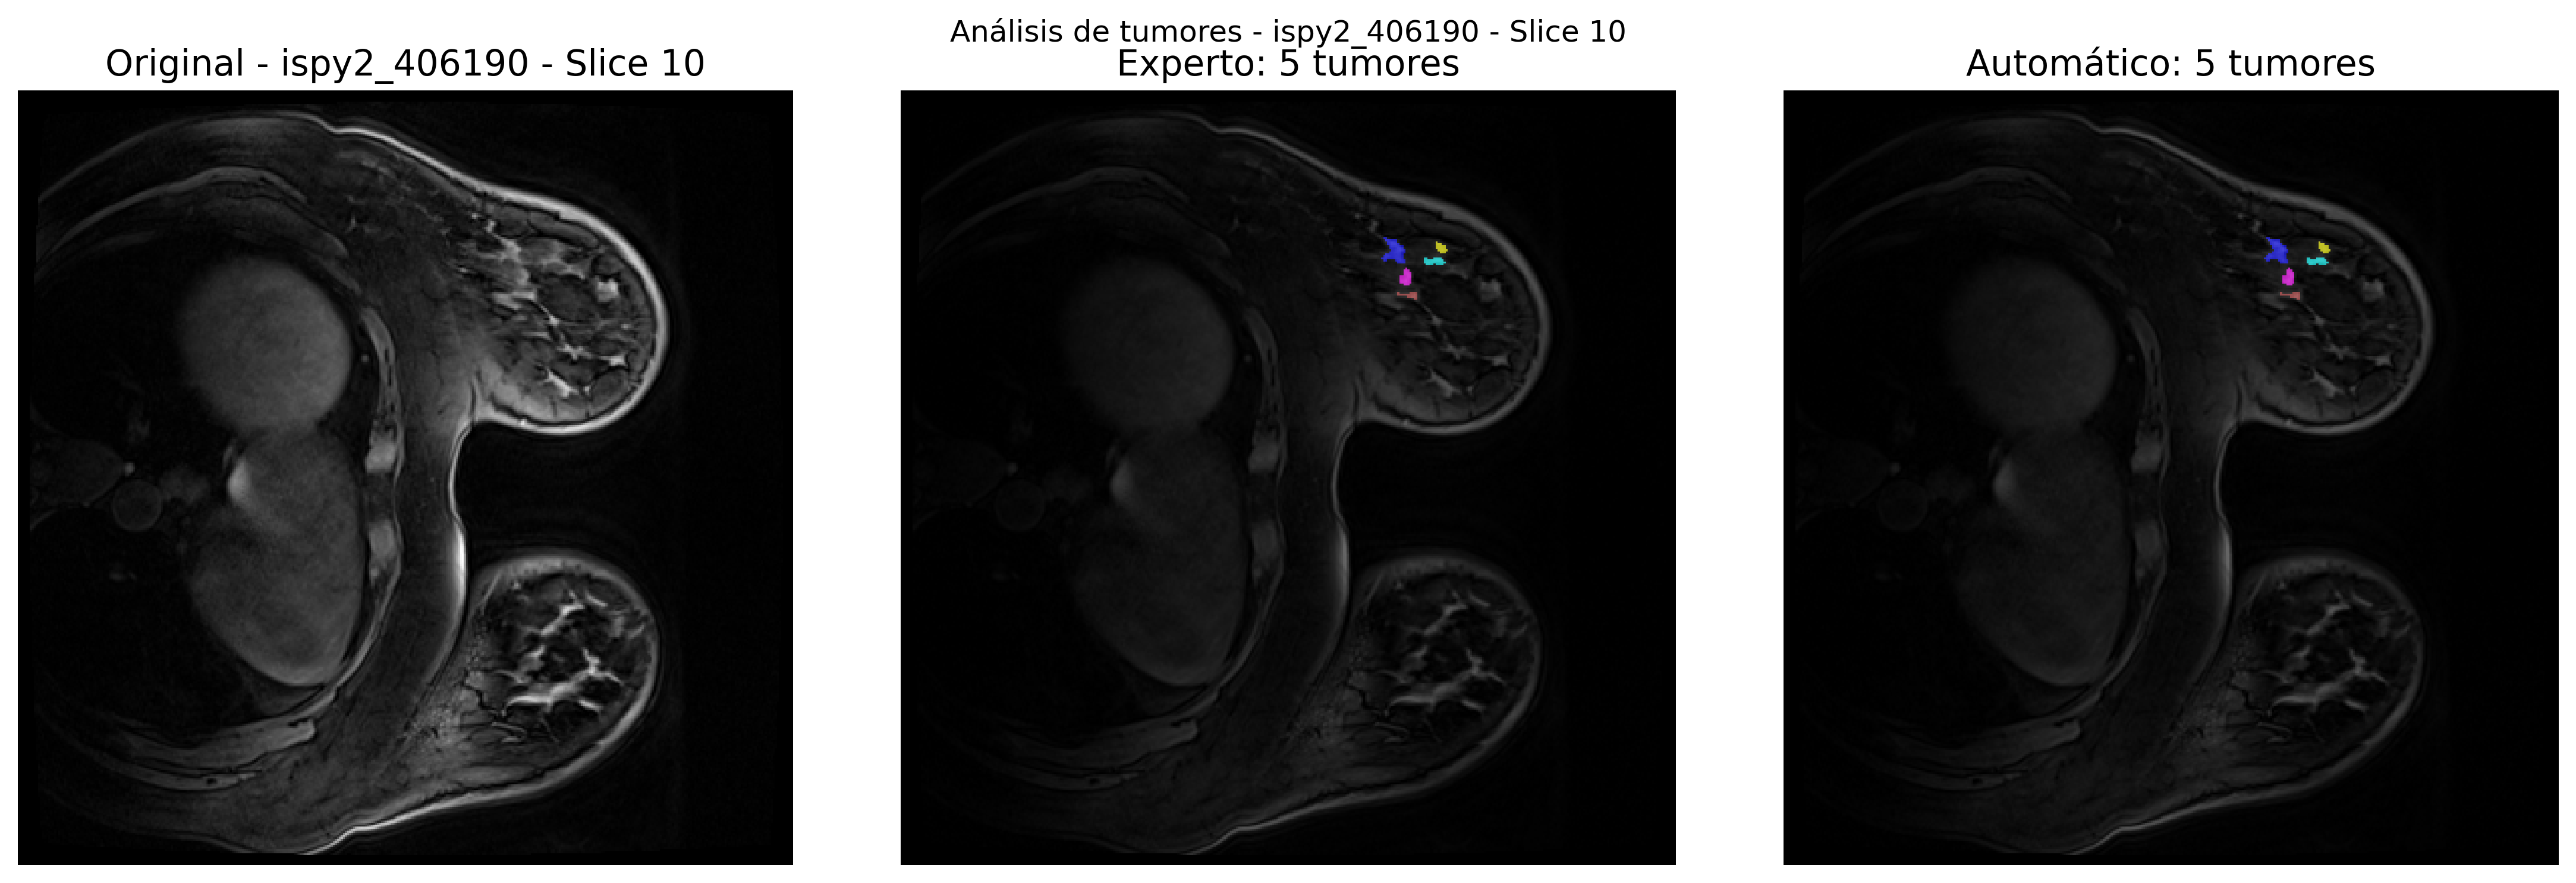 Análisis de tumores - ispy2_406190 - Slice 10
Original - ispy2_406190 - Slice 10
Experto: 5 tumores
Automático: 5 tumores